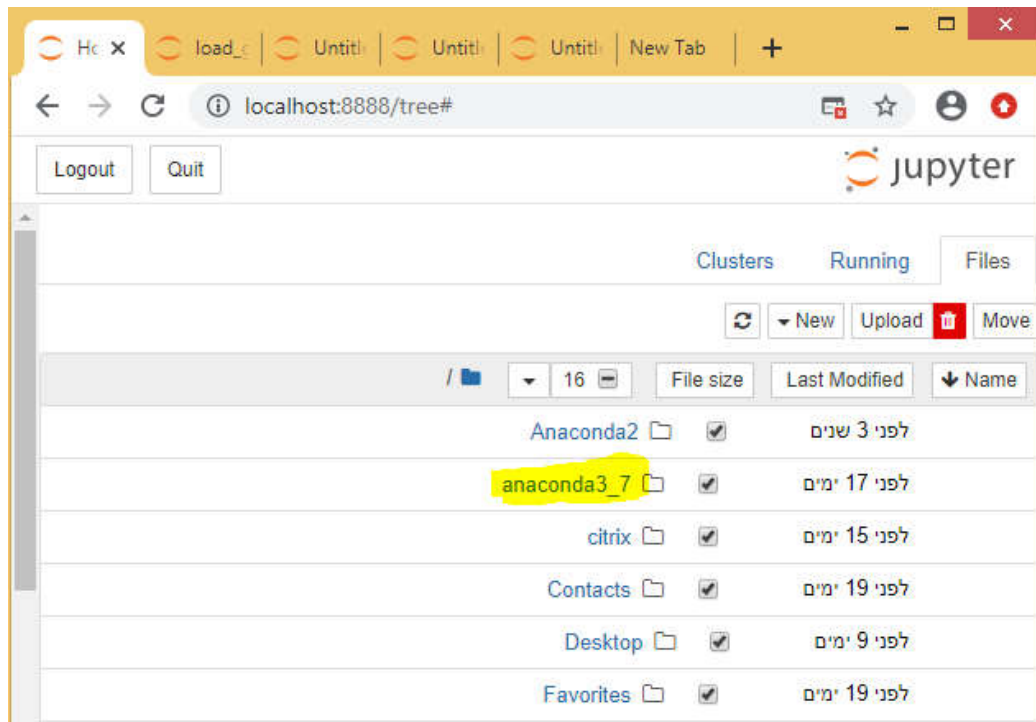 Hc load_ Untitl Untitl Untitl New Tab
localhost:8888/tree#
Logout Quit jupyter
Clusters Running Files
New Upload Move
/ 16 File size Last Modified Name
Anaconda2 לפני 3 שנים
anaconda3_7 לפני 17 ימים
citrix לפני 15 ימים
Contacts לפני 19 ימים
Desktop לפני 9 ימים
Favorites לפני 19 ימים